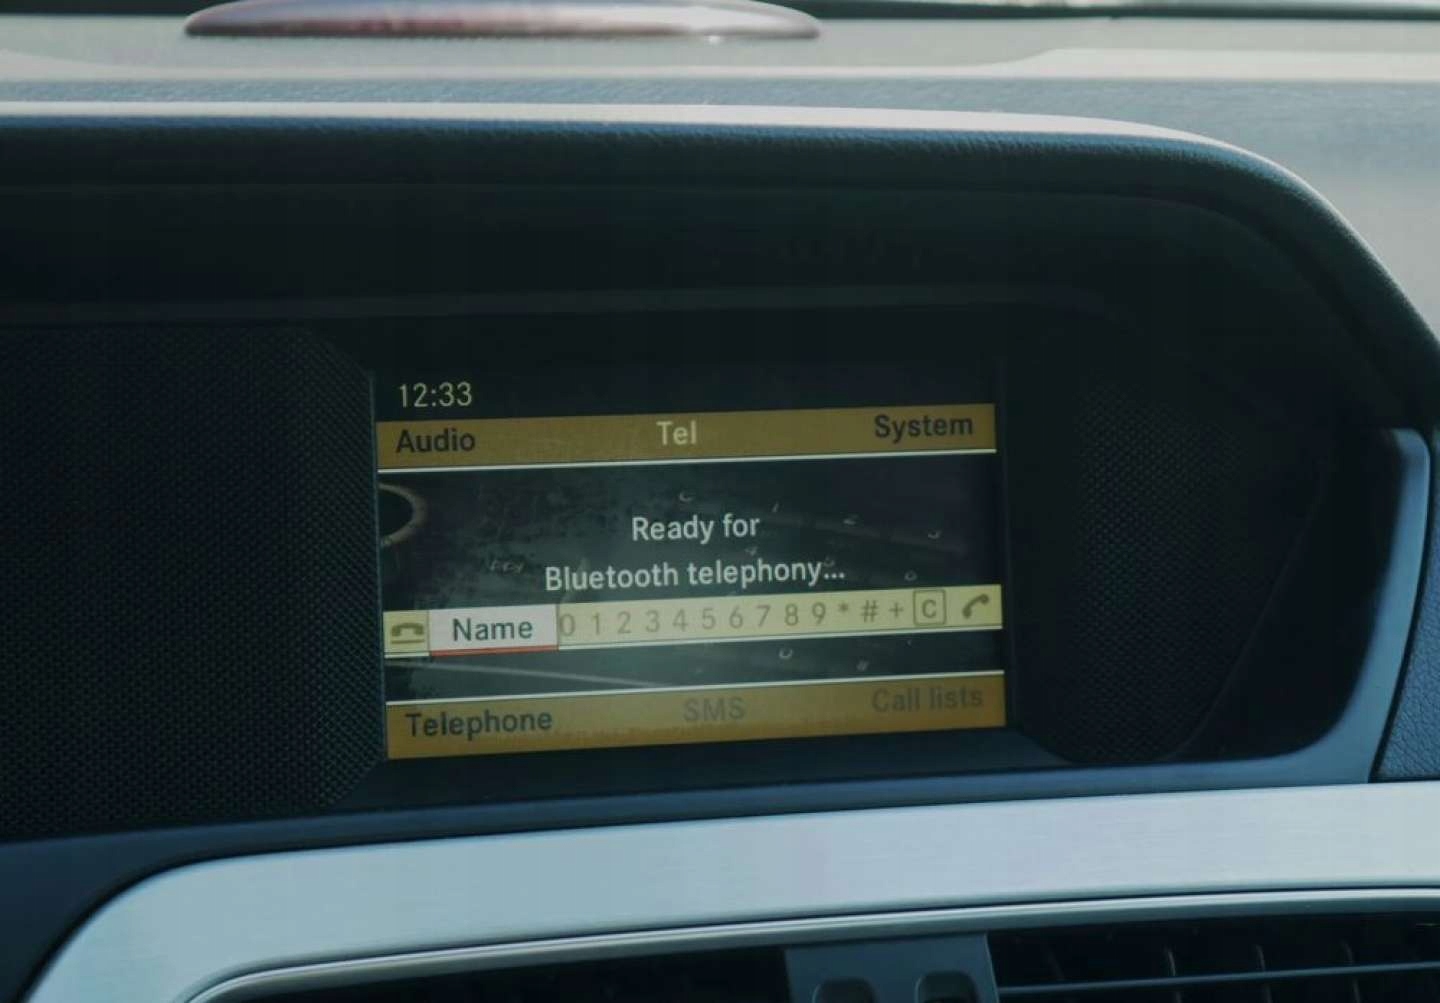 12:33
Audio Tel System
Ready for
Bluetooth telephony...
Name 0 1 2 3 4 5 6 7 8 9 * # + C
Telephone SMS Call lists